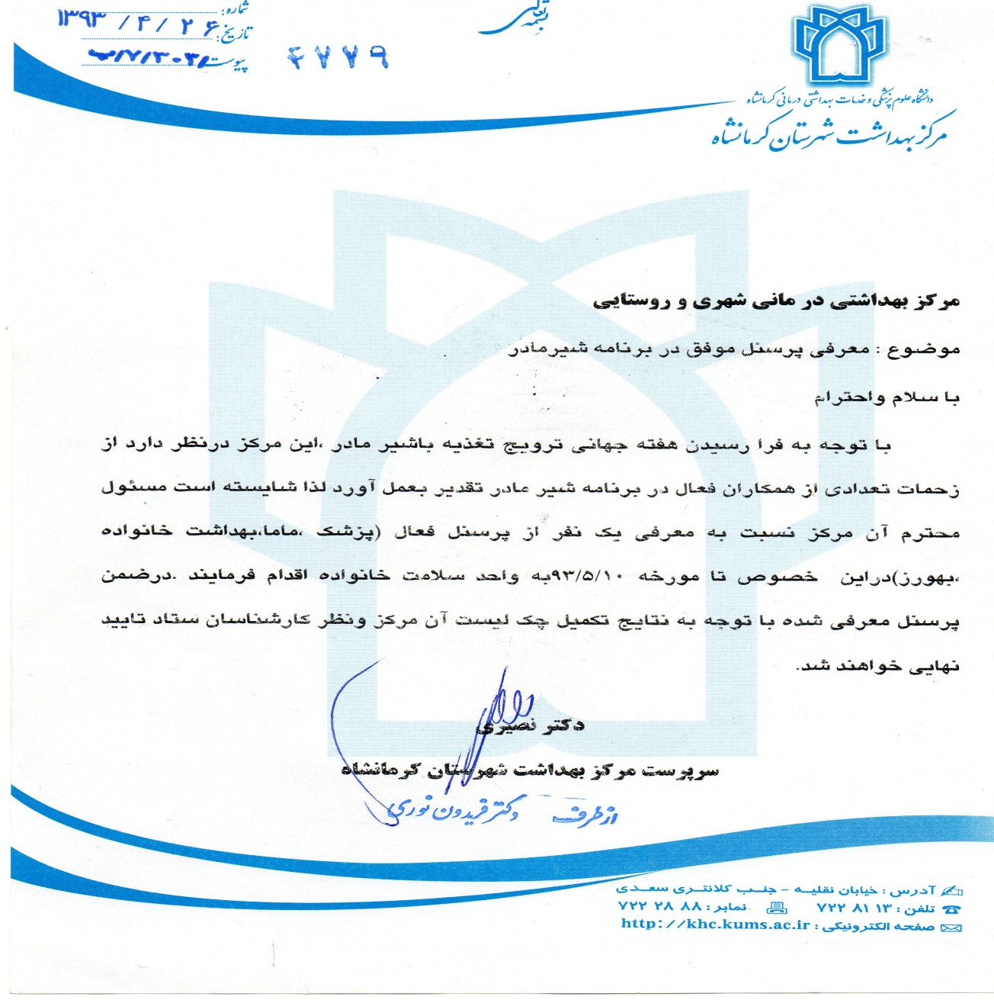 بسمه تعالی
شماره:
تاریخ: ۱۳۹۳/۴/۲۶
پیوست:
۴۷۷۹
دانشگاه علوم پزشکی و خدمات بهداشتی درمانی کرمانشاه
مرکز بهداشت شهرستان کرمانشاه
مرکز بهداشتی درمانی شهری و روستایی
موضوع : معرفی پرسنل موفق در برنامه شیرمادر
با سلام واحترام
با توجه به فرا رسیدن هفته جهانی ترویج تغذیه باشیر مادر ،این مرکز درنظر دارد از
زحمات تعدادی از همکاران فعال در برنامه شیر مادر تقدیر بعمل آورد لذا شایسته است مسئول
محترم آن مرکز نسبت به معرفی یک نفر از پرسنل فعال (پزشک ،ماما،بهداشت خانواده
،بهورز)دراین خصوص تا مورخه ۹۳/۵/۱۰به واحد سلامت خانواده اقدام فرمایند .درضمن
پرسنل معرفی شده با توجه به نتایج تکمیل چک لیست آن مرکز ونظر کارشناسان ستاد تایید
نهایی خواهند شد.
دکتر نصیری
سرپرست مرکز بهداشت شهرستان کرمانشاه
از طرف دکتر فریدون نوری
آدرس : خیابان نقلیه - جنب کلانتری سعدی
تلفن : ۷۲۲ ۸۱ ۱۳ نمابر : ۷۲۲ ۲۸ ۸۸
صفحه الکترونیکی : http://khc.kums.ac.ir